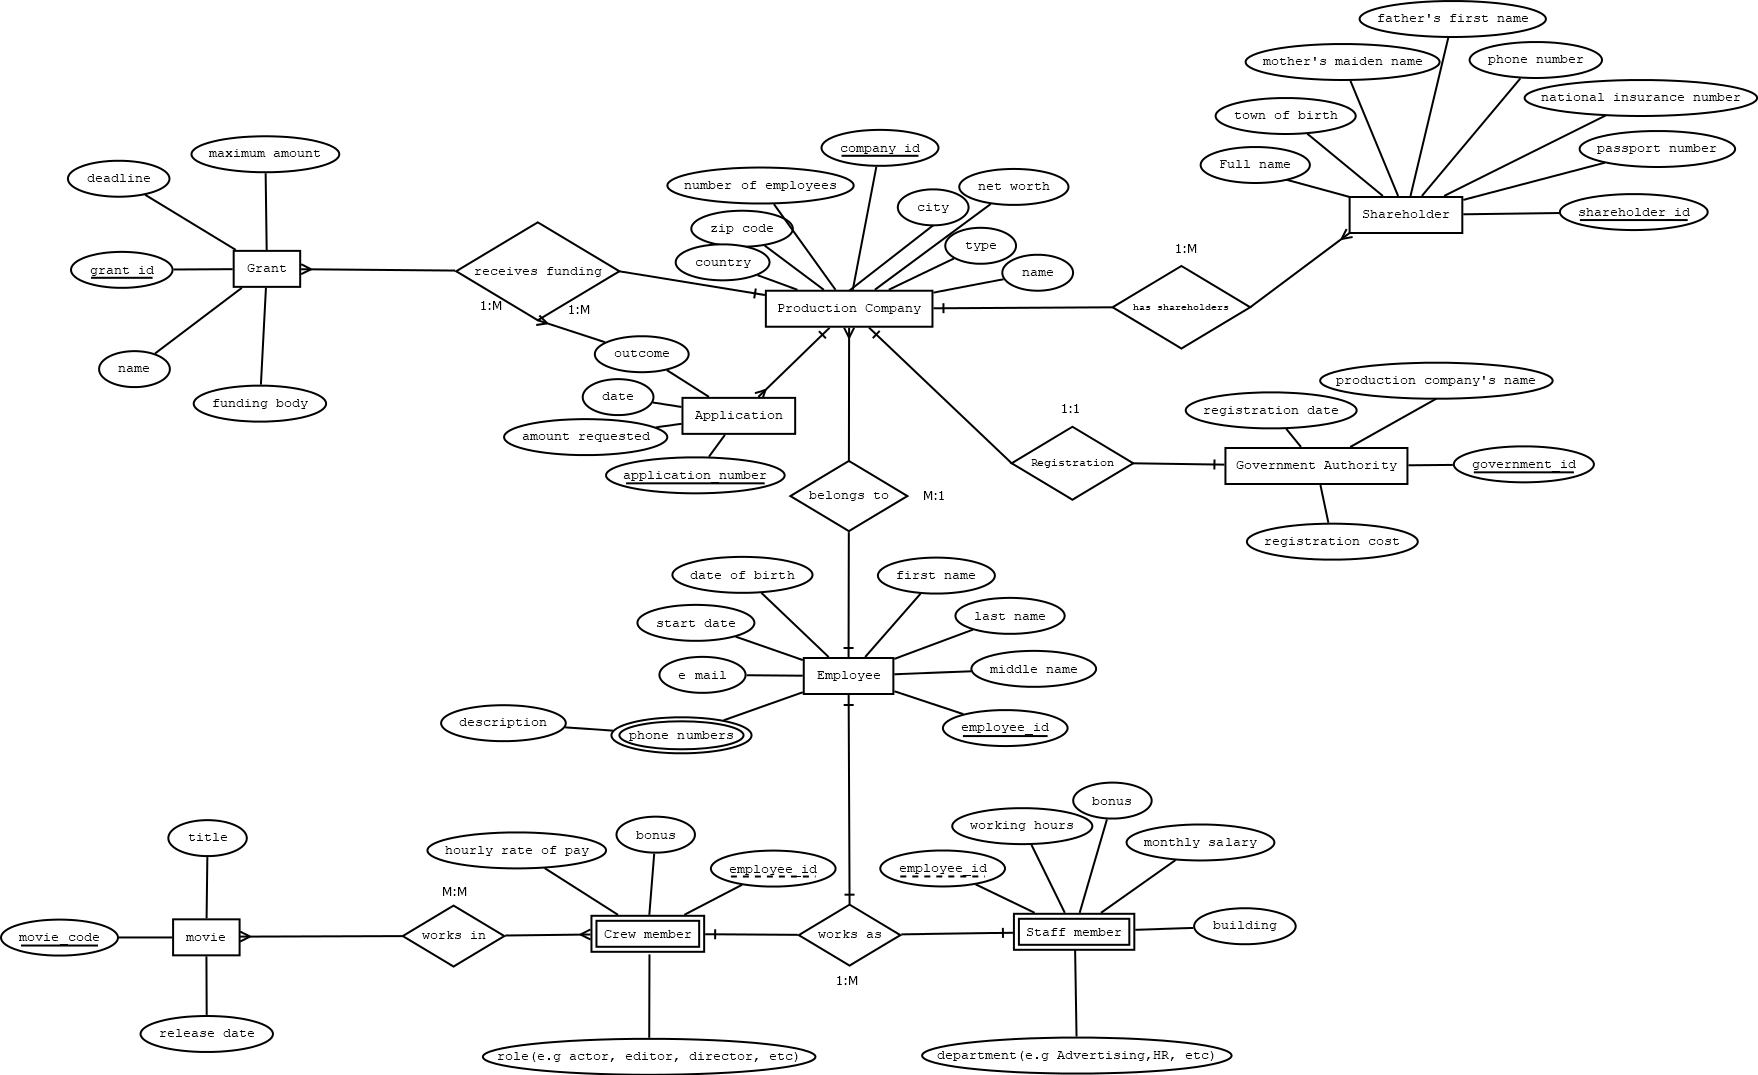 father's first name
mother's maiden name
phone number
national insurance number
town of birth
passport number
Full name
shareholder id
Shareholder
maximum amount
deadline
grant id
Grant
name
funding body
receives funding
1:M
1:M
company id
number of employees
net worth
city
zip code
type
country
name
Production Company
1:M
has shareholders
outcome
date
Application
amount requested
application_number
1:1
Registration
production company's name
registration date
Government Authority
government_id
registration cost
belongs to
M:1
date of birth
first name
start date
last name
e mail
Employee
middle name
description
phone numbers
employee_id
title
hourly rate of pay
bonus
employee_id
M:M
movie_code
movie
works in
Crew member
works as
1:M
release date
role(e.g actor, editor, director, etc)
bonus
working hours
monthly salary
employee_id
Staff member
building
department(e.g Advertising,HR, etc)